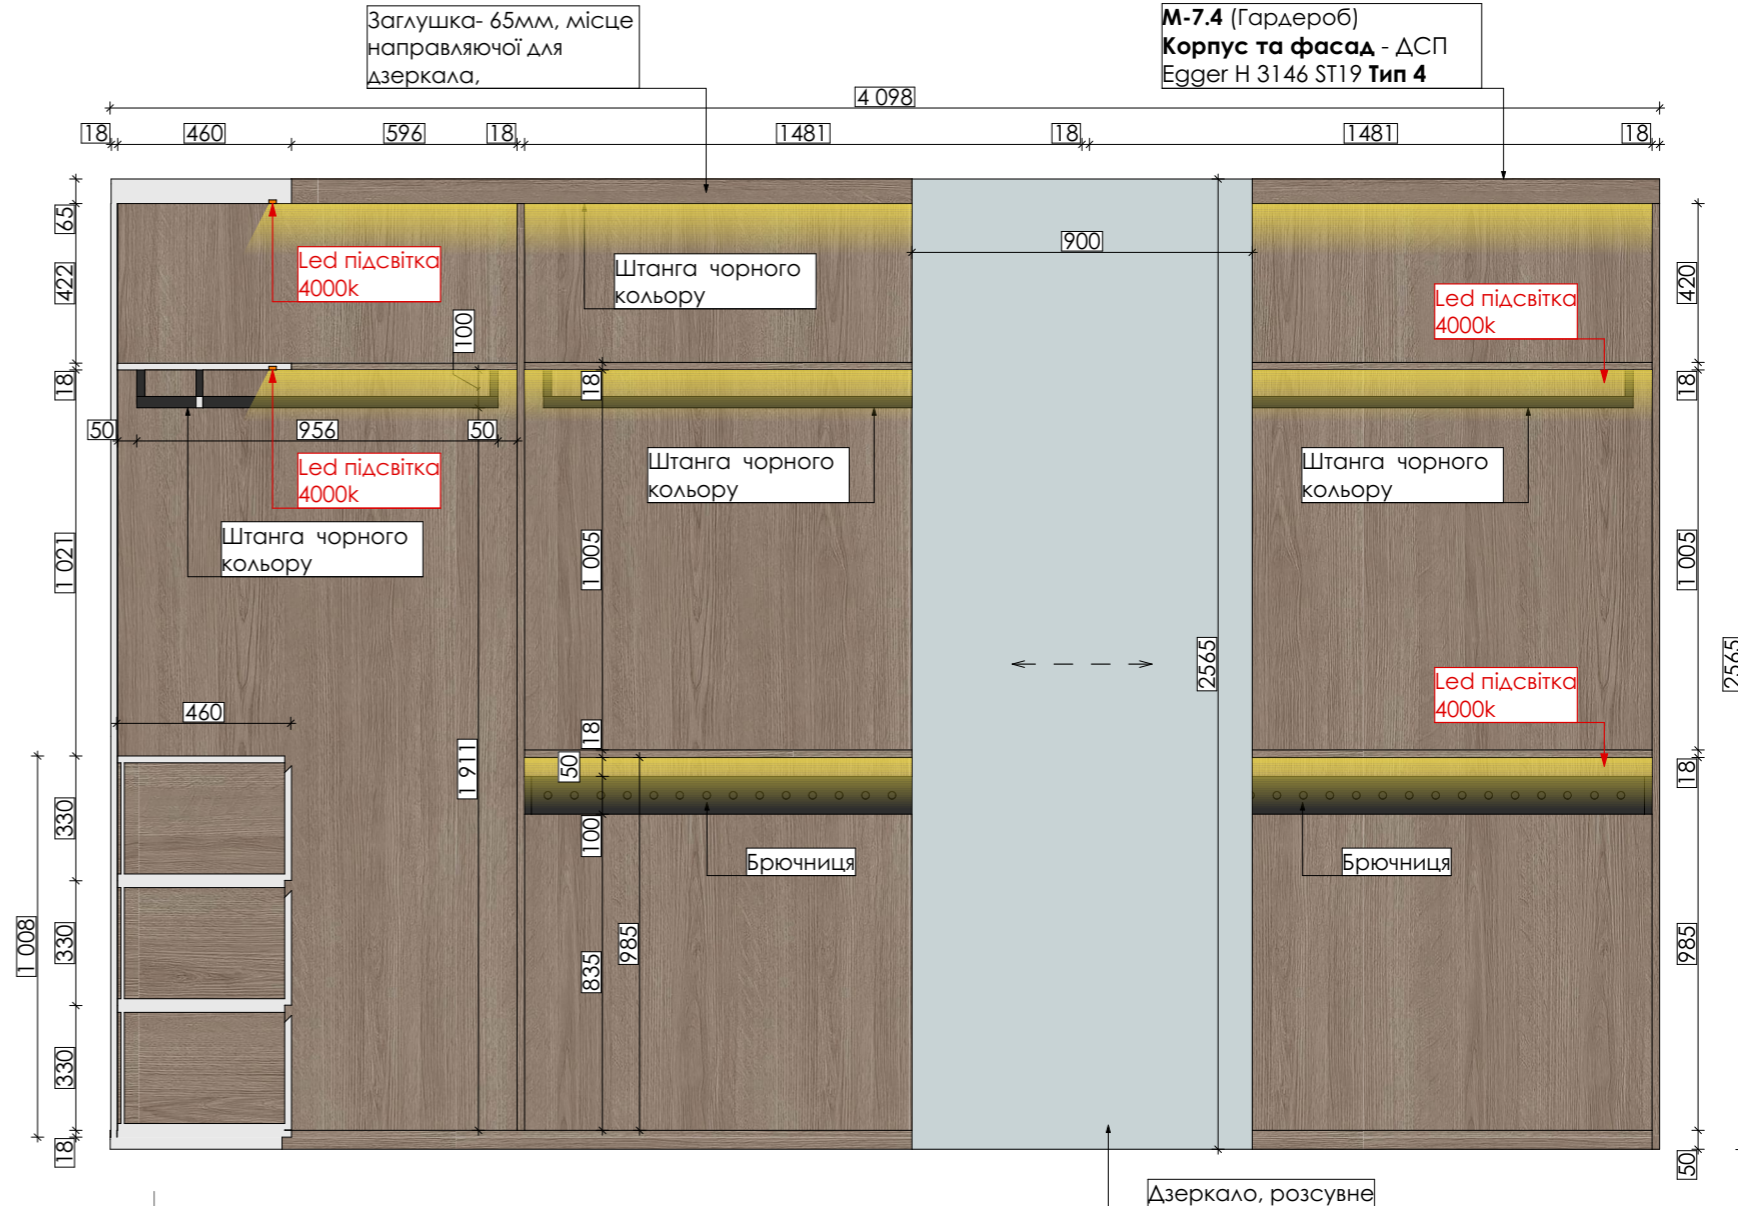 Заглушка- 65мм, місце
направляючої для
дзеркала,
М-7.4 (Гардероб)
Корпус та фасад - ДСП
Egger H 3146 ST19 Тип 4
4 098
18
460
596
18
1481
18
1481
18
65
422
18
1 021
50
956
50
100
Led підсвітка
4000k
Штанга чорного
кольору
900
Led підсвітка
4000k
420
18
18
Led підсвітка
4000k
Штанга чорного
кольору
Штанга чорного
кольору
Штанга чорного
кольору
1 005
1 005
2565
2565
460
1 911
18
50
100
Led підсвітка
4000k
18
Брючниця
Брючниця
330
330
330
1 008
18
835
985
985
50
Дзеркало, розсувне